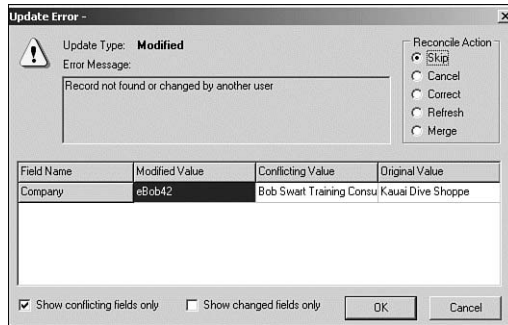 Update Error -
Update Type: Modified
Error Message:
Record not found or changed by another user
Reconcile Action
Skip
Cancel
Correct
Refresh
Merge
Field Name Modified Value Conflicting Value Original Value
Company eBob42 Bob Swart Training Consu Kauai Dive Shoppe
Show conflicting fields only Show changed fields only OK Cancel